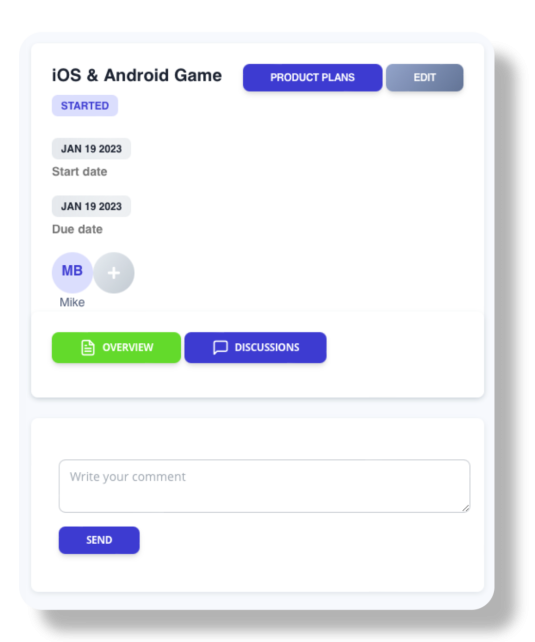 iOS & Android Game
PRODUCT PLANS
EDIT
STARTED
JAN 19 2023
Start date
JAN 19 2023
Due date
MB
+
Mike
OVERVIEW
DISCUSSIONS
Write your comment
SEND